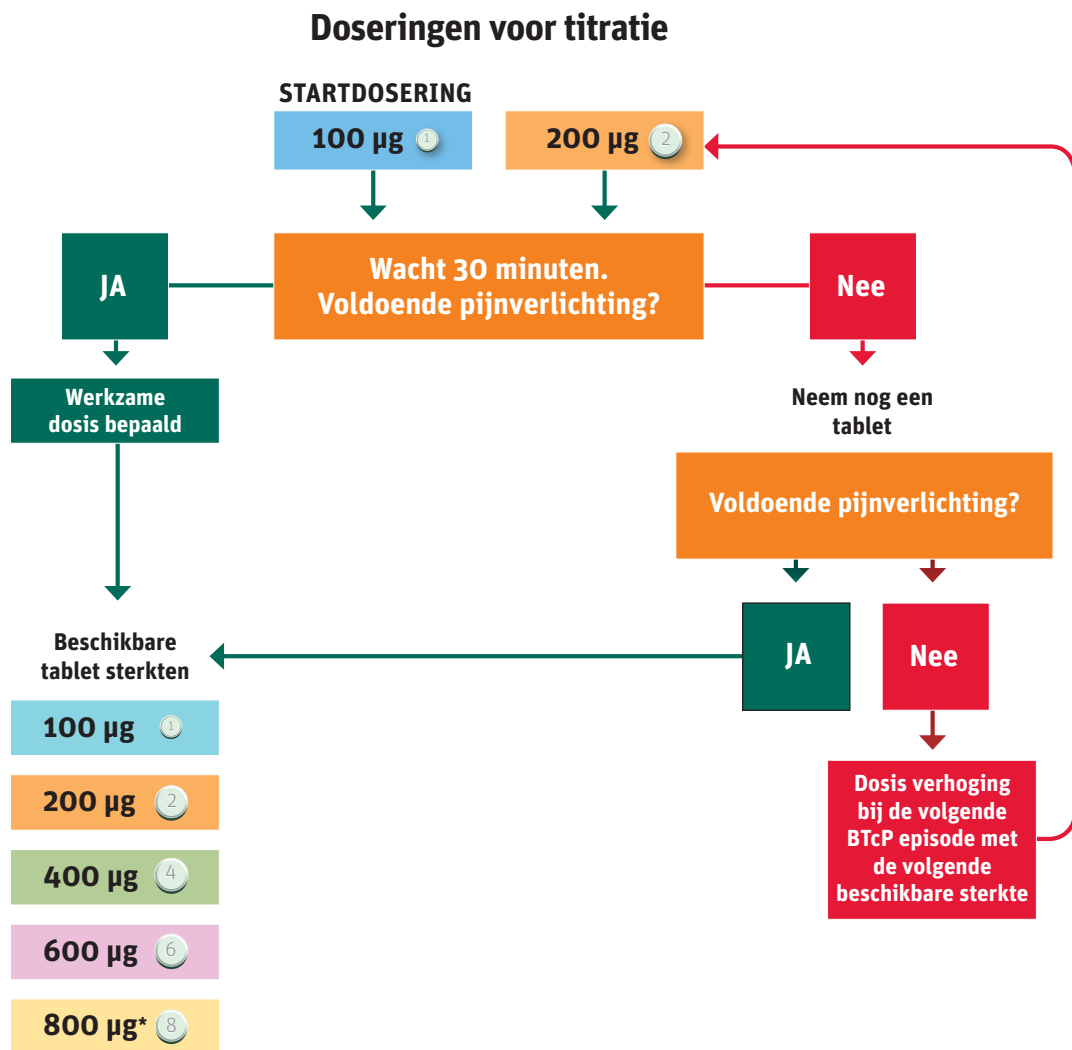 Doseringen voor titratie
STARTDOSERING
100 µg 1
200 µg 2
JA
Wacht 30 minuten.
Voldoende pijnverlichting?
Nee
Werkzame
dosis bepaald
Neem nog een
tablet
Voldoende pijnverlichting?
JA
Nee
Beschikbare
tablet sterkten
100 µg 1
200 µg 2
400 µg 4
600 µg 6
800 µg* 8
Dosis verhoging
bij de volgende
BTcP episode met
de volgende
beschikbare sterkte